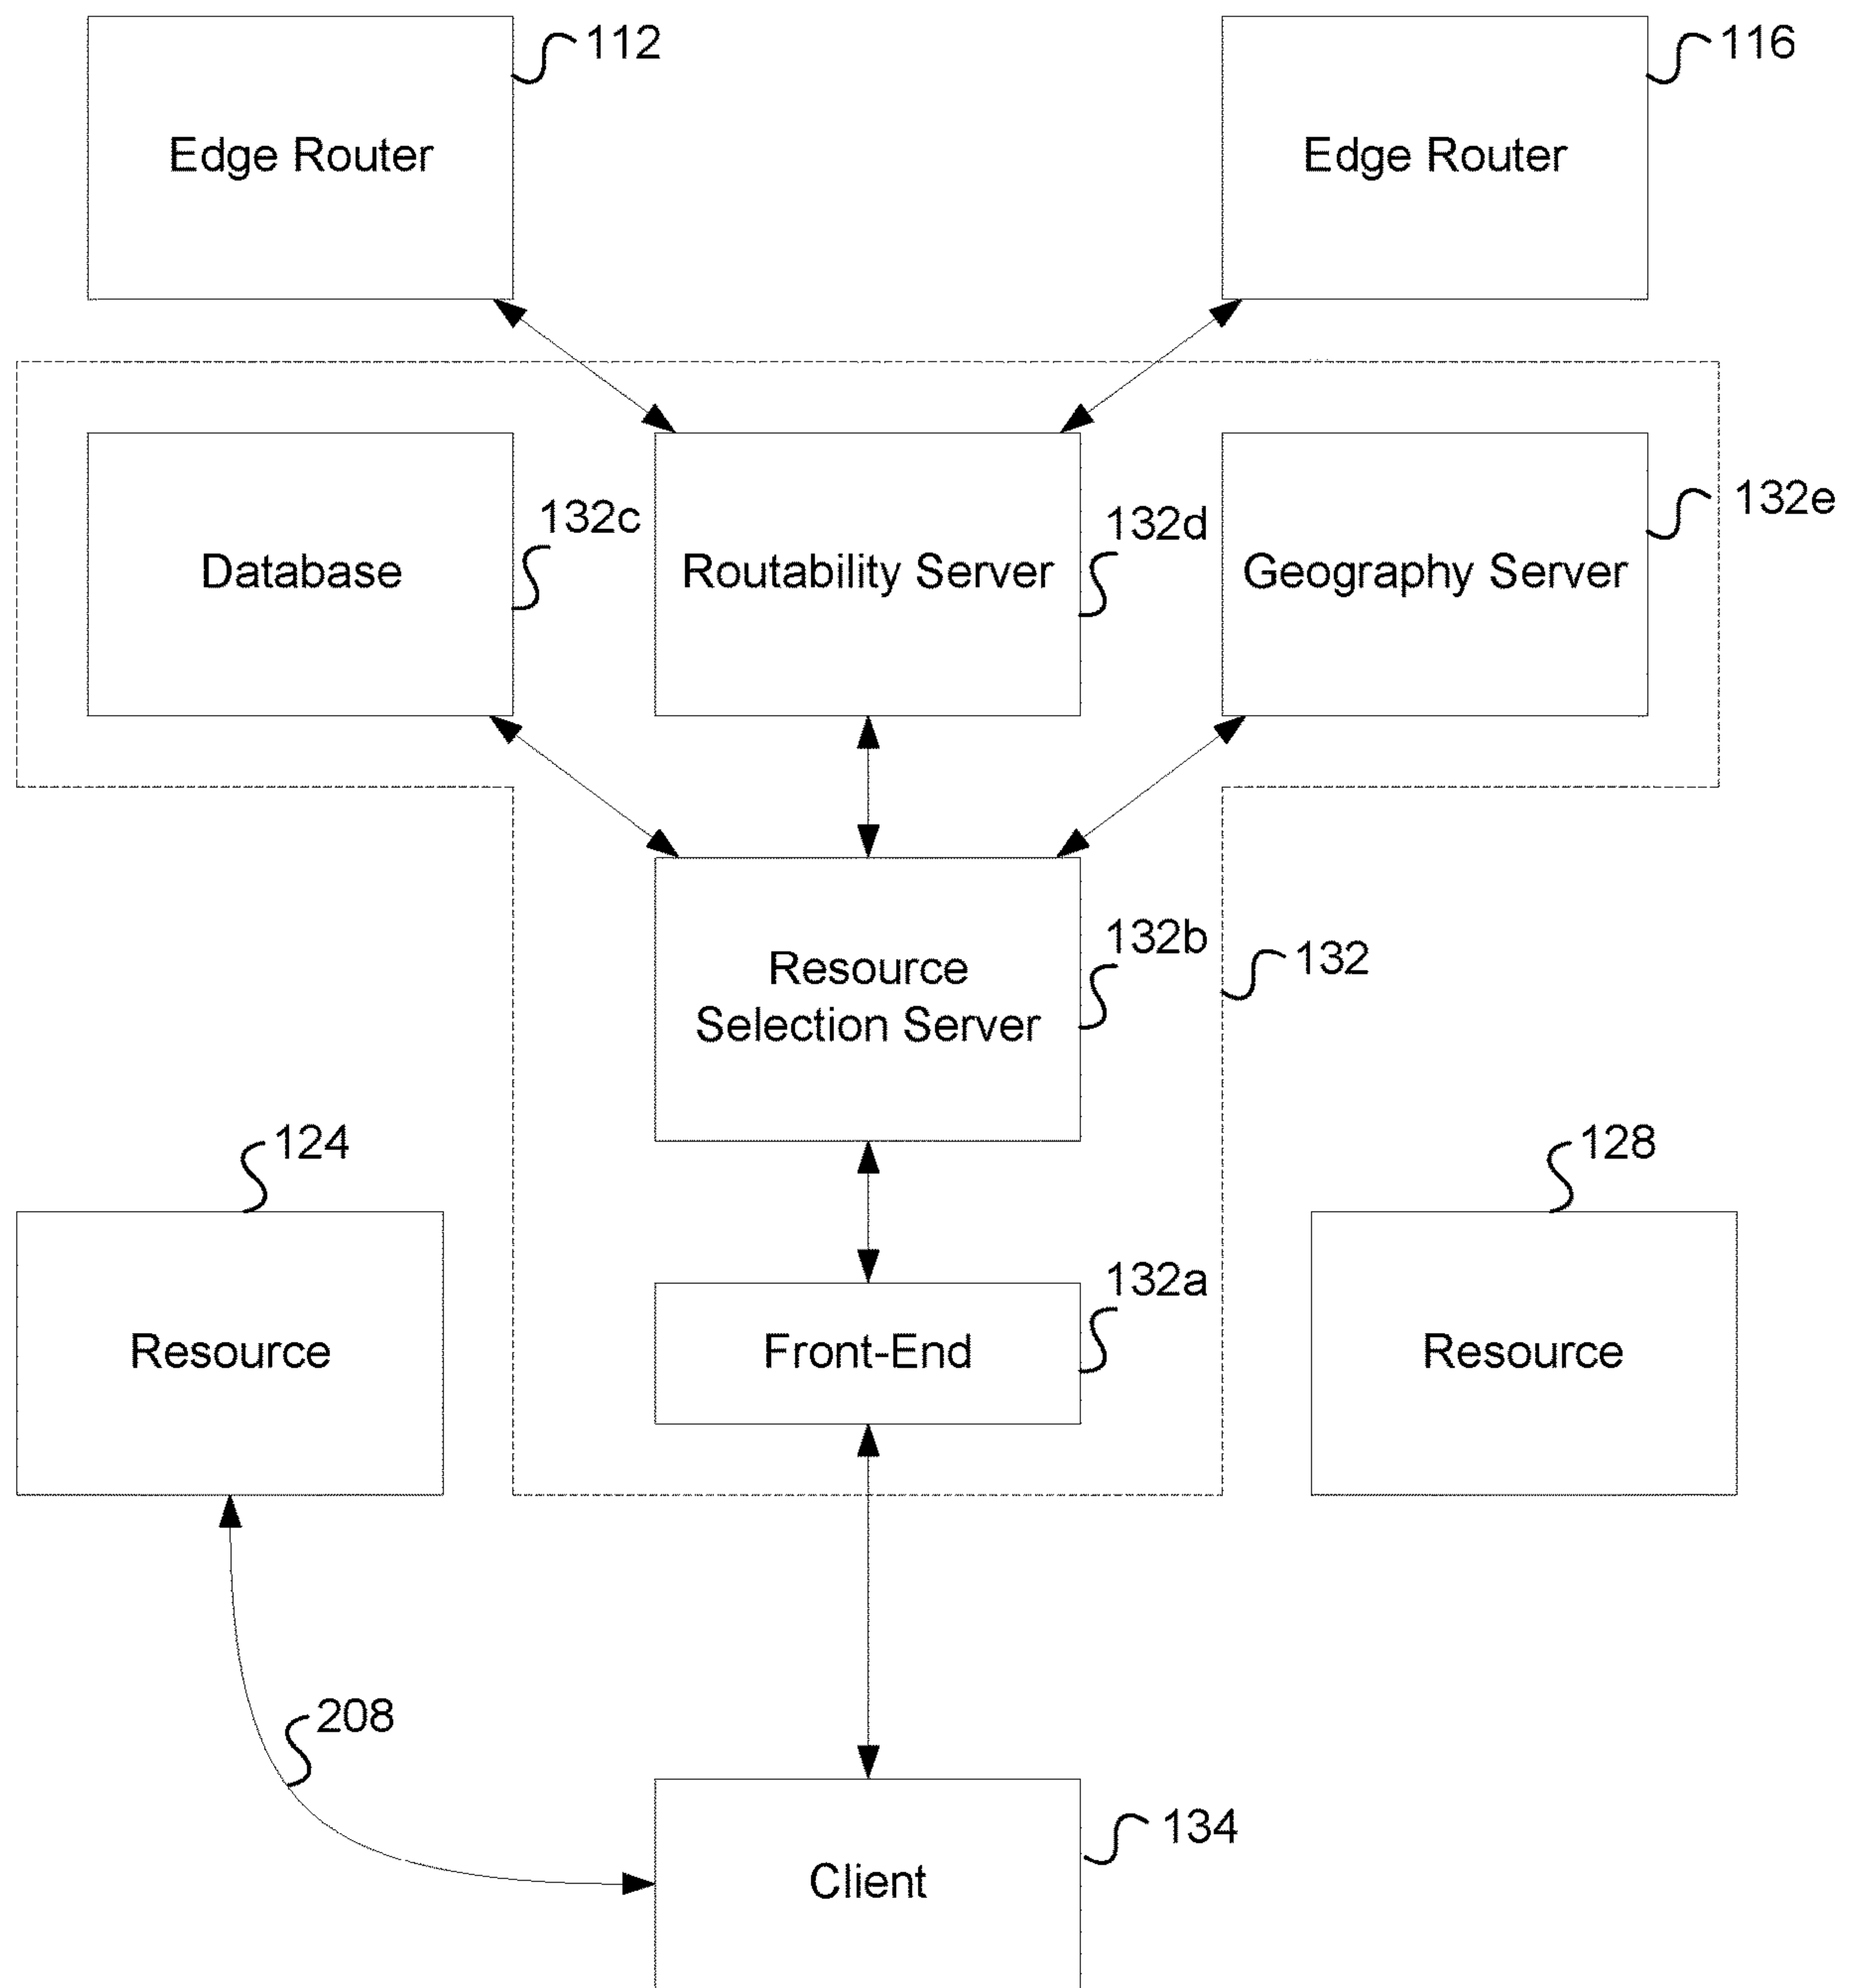 112
116
Edge Router
Edge Router
132c
132d
132e
Database
Routability Server
Geography Server
132b
132
Resource
Selection Server
124
128
132a
Resource
Front-End
Resource
208
134
Client